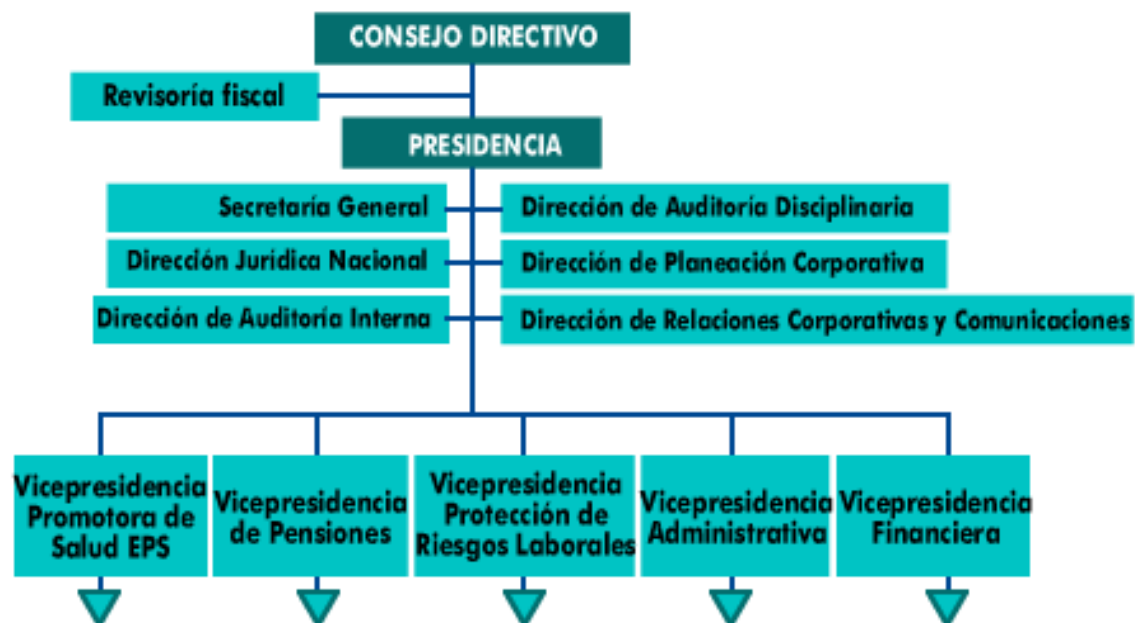 CONSEJO DIRECTIVO
Revisoría fiscal
PRESIDENCIA
Secretaría General
Dirección de Auditoría Disciplinaria
Dirección Jurídica Nacional
Dirección de Planeación Corporativa
Dirección de Auditoría Interna
Dirección de Relaciones Corporativas y Comunicaciones
Vicepresidencia
Promotora de
Salud EPS
Vicepresidencia
de Pensiones
Vicepresidencia
Protección de
Riesgos Laborales
Vicepresidencia
Administrativa
Vicepresidencia
Financiera